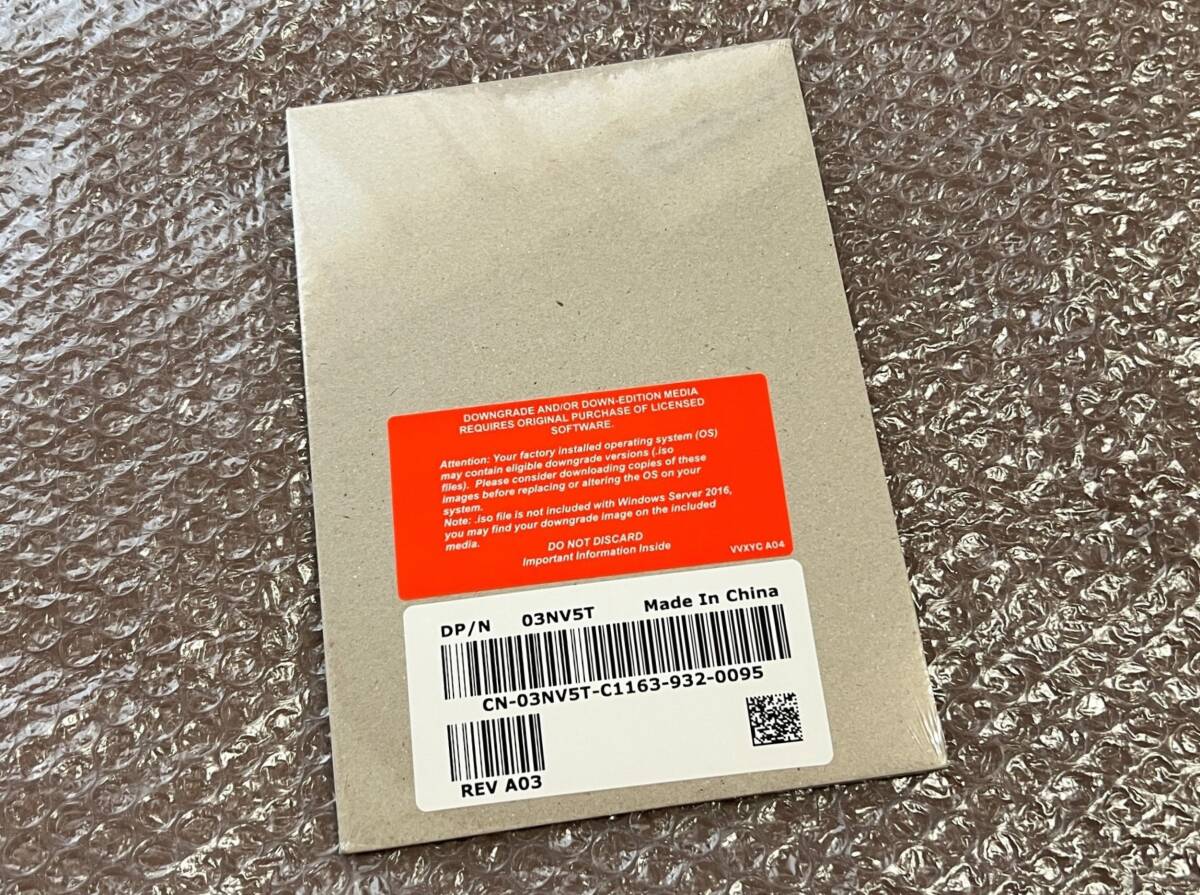 DOWNGRADE AND/OR DOWN-EDITION MEDIA
REQUIRES ORIGINAL PURCHASE OF LICENSED
SOFTWARE.
Attention: Your factory installed operating system (OS)
may contain eligible downgrade versions (.iso
files). Please consider downloading copies of these
images before replacing or altering the OS on your
system.
Note: .iso file is not included with Windows Server 2016,
you may find your downgrade image on the included
media.
DO NOT DISCARD
Important Information Inside
VVXYC A04
DP/N 03NV5T Made In China
CN-03NV5T-C1163-932-0095
REV A03